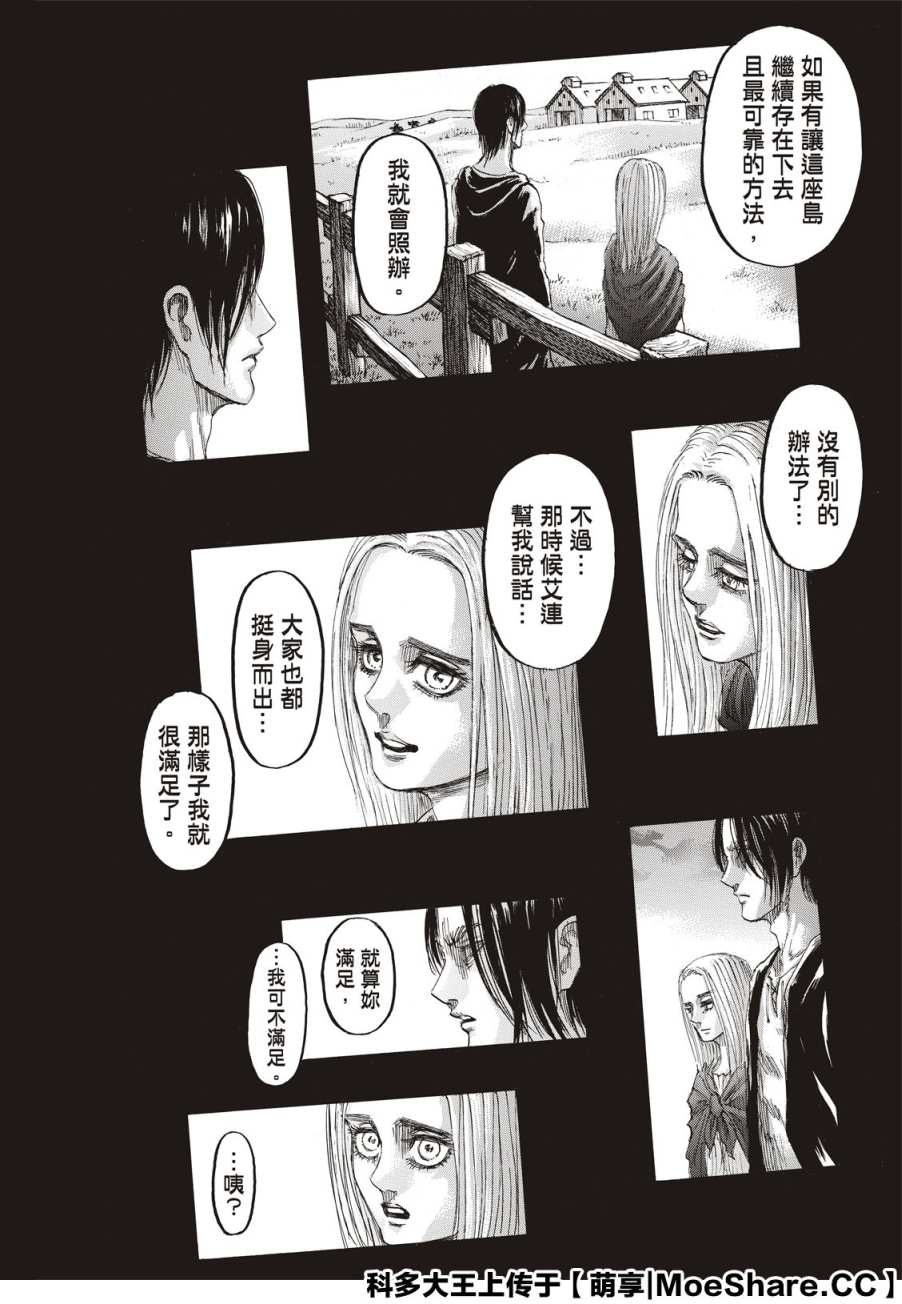 如果有讓這座島
繼續存在下去
且最可靠的方法，
我就會照辦。
沒有別的
辦法了…
不過…
那時候艾連
幫我說話…
大家也都
挺身而出…
那樣子我就
很滿足了。
就算妳
滿足，
…我可不滿足。
…咦？
科多大王上传于【萌享|MoeShare.CC】